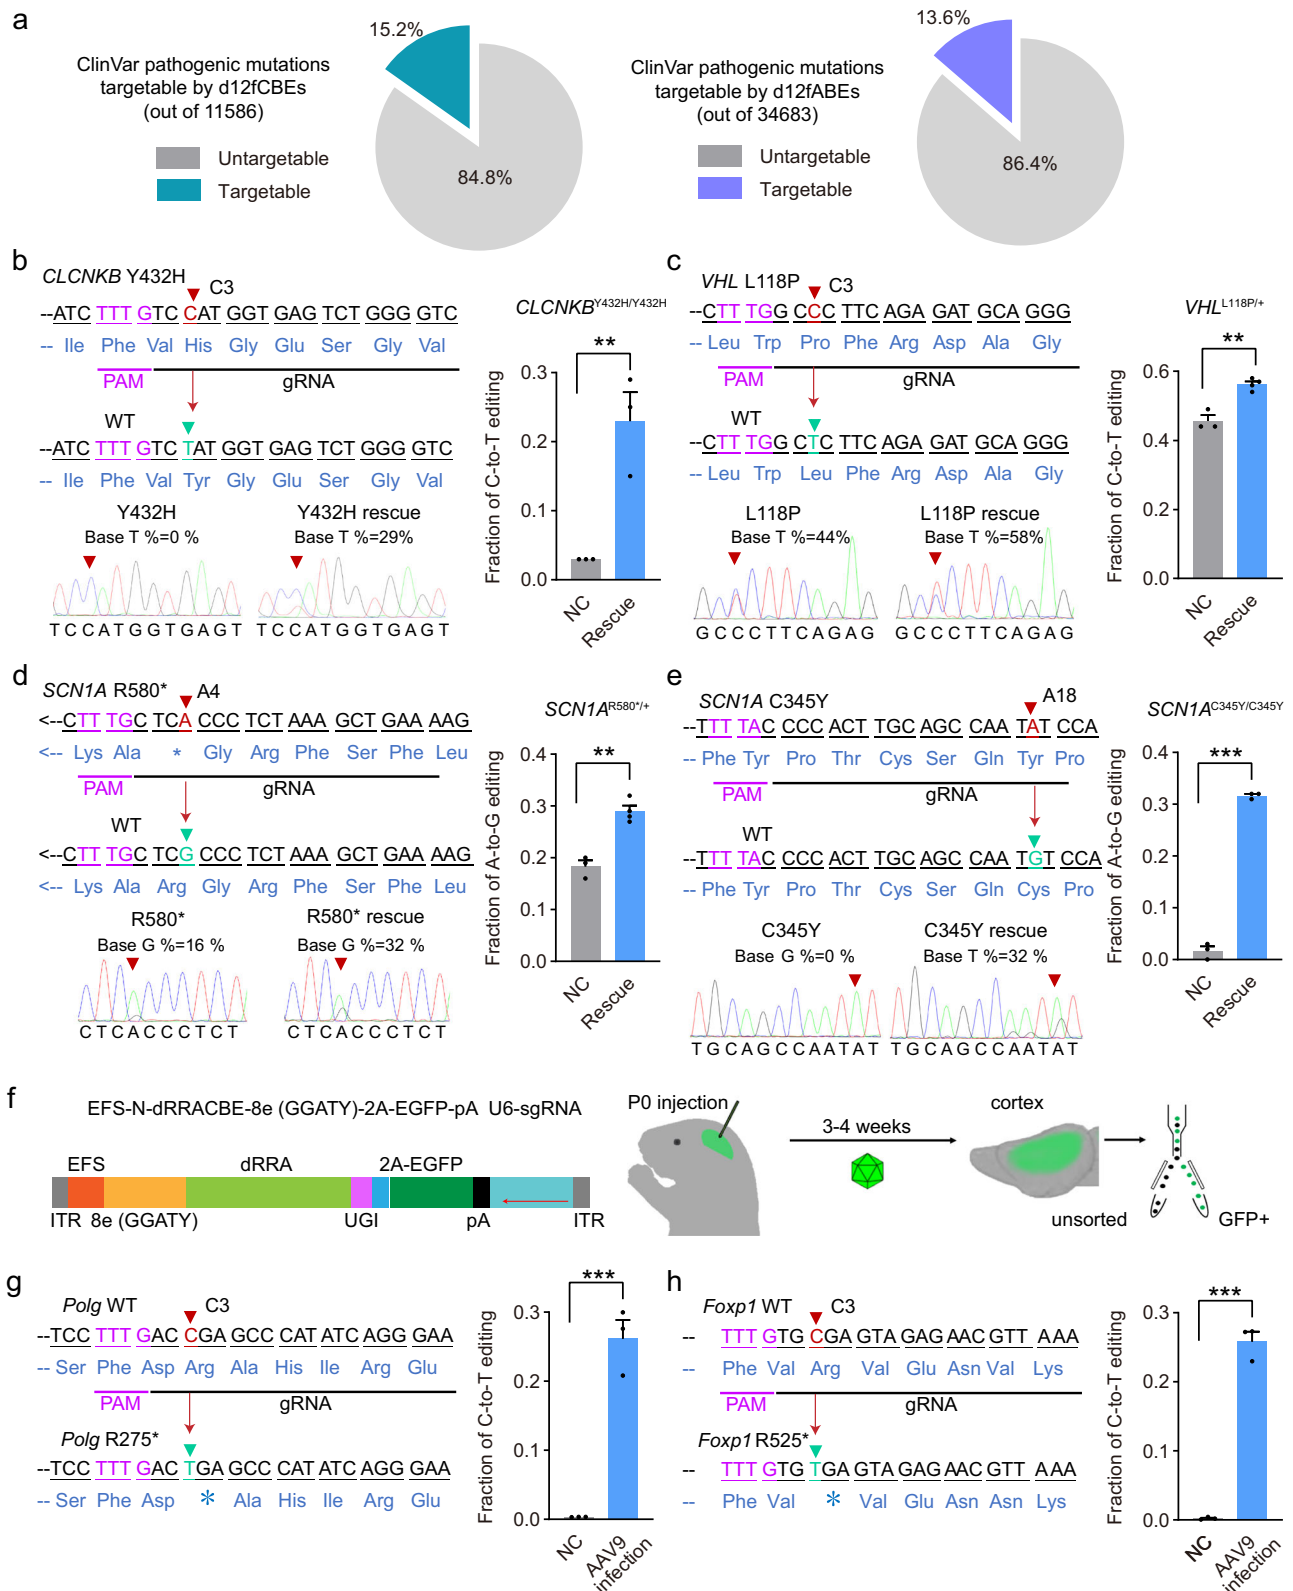 a
ClinVar pathogenic mutations
targetable by d12fCBEs
(out of 11586)
Untargetable
Targetable
15.2%
84.8%
ClinVar pathogenic mutations
targetable by d12fABEs
(out of 34683)
Untargetable
Targetable
13.6%
86.4%
b
CLCNKB Y432H
C3
--ATC TTT GTC CAT GGT GAG TCT GGG GTC
-- Ile Phe Val His Gly Glu Ser Gly Val
PAM gRNA
WT
--ATC TTT GTC TAT GGT GAG TCT GGG GTC
-- Ile Phe Val Tyr Gly Glu Ser Gly Val
Y432H
Base T %=0 %
Y432H rescue
Base T %=29%
TCCATGGTGAGT TCCATGGTGAGT
CLCNKB Y432H/Y432H
**
Fraction of C-to-T editing
0.3
0.2
0.1
0.0
NC
Rescue
c
VHL L118P
C3
--CTT TGG CCC TTC AGA GAT GCA GGG
-- Leu Trp Pro Phe Arg Asp Ala Gly
PAM gRNA
WT
--CTT TGG CTC TTC AGA GAT GCA GGG
-- Leu Trp Leu Phe Arg Asp Ala Gly
L118P
Base T %=44%
L118P rescue
Base T %=58%
GCCCTTCAGAG GCCCTTCAGAG
VHL L118P/+
**
Fraction of C-to-T editing
0.6
0.4
0.2
0.0
NC
Rescue
d
SCN1A R580*
A4
<--CTT TGC TCA CCC TCT AAA GCT GAA AAG
<-- Lys Ala * Gly Arg Phe Ser Phe Leu
PAM gRNA
WT
<--CTT TGC TCG CCC TCT AAA GCT GAA AAG
<-- Lys Ala Arg Gly Arg Phe Ser Phe Leu
R580*
Base G %=16 %
R580* rescue
Base G %=32 %
CTCACCCTCT CTCACCCTCT
SCN1A R580*/+
**
Fraction of A-to-G editing
0.4
0.3
0.2
0.1
0.0
NC
Rescue
e
SCN1A C345Y
A18
--TTT TAC CCC ACT TGC AGC CAA TAT CCA
-- Phe Tyr Pro Thr Cys Ser Gln Tyr Pro
PAM gRNA
WT
--TTT TAC CCC ACT TGC AGC CAA TGT CCA
-- Phe Tyr Pro Thr Cys Ser Gln Cys Pro
C345Y
Base G %=0 %
C345Y rescue
Base T %=32 %
TGCAGCCAATAT TGCAGCCAATAT
SCN1A C345Y/C345Y
***
Fraction of A-to-G editing
0.4
0.3
0.2
0.1
0.0
NC
Rescue
f
EFS-N-dRRACBE-8e (GGATY)-2A-EGFP-pA U6-sgRNA
EFS dRRA 2A-EGFP
ITR 8e (GGATY) UGI pA ITR
P0 injection
3-4 weeks
cortex
unsorted
GFP+
g
Polg WT
C3
--TCC TTT GAC CGA GCC CAT ATC AGG GAA
-- Ser Phe Asp Arg Ala His Ile Arg Glu
PAM gRNA
Polg R275*
--TCC TTT GAC TGA GCC CAT ATC AGG GAA
-- Ser Phe Asp * Ala His Ile Arg Glu
***
Fraction of C-to-T editing
0.3
0.2
0.1
0.0
NC
AAV9
infection
h
Foxp1 WT
C3
-- TTT GTG CGA GTA GAG AAC GTT AAA
-- Phe Val Arg Val Glu Asn Val Lys
PAM gRNA
Foxp1 R525*
-- TTT GTG TGA GTA GAG AAC GTT AAA
-- Phe Val * Val Glu Asn Asn Lys
***
Fraction of C-to-T editing
0.3
0.2
0.1
0.0
NC
AAV9
infection